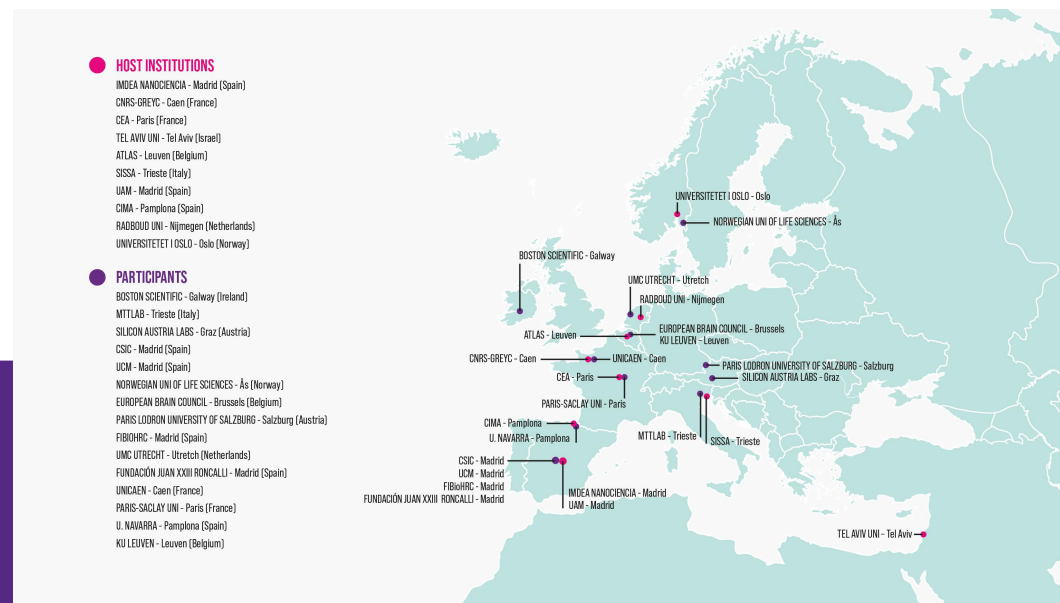 HOST INSTITUTIONS
IMDEA NANOCIENCIA - Madrid (Spain)
CNRS-GREYC - Caen (France)
CEA - Paris (France)
TEL AVIV UNI - Tel Aviv (Israel)
ATLAS - Leuven (Belgium)
SISSA - Trieste (Italy)
UAM - Madrid (Spain)
CIMA - Pamplona (Spain)
RADBOUD UNI - Nijmegen (Netherlands)
UNIVERSITETET I OSLO - Oslo (Norway)
PARTICIPANTS
BOSTON SCIENTIFIC - Galway (Ireland)
MTTLAB - Trieste (Italy)
SILICON AUSTRIA LABS - Graz (Austria)
CSIC - Madrid (Spain)
UCM - Madrid (Spain)
NORWEGIAN UNI OF LIFE SCIENCES - Ås (Norway)
EUROPEAN BRAIN COUNCIL - Brussels (Belgium)
PARIS LODRON UNIVERSITY OF SALZBURG - Salzburg (Austria)
FIBIOHRC - Madrid (Spain)
UMC UTRECHT - Utretch (Netherlands)
FUNDACIÓN JUAN XXIII RONCALLI - Madrid (Spain)
UNICAEN - Caen (France)
PARIS-SACLAY UNI - Paris (France)
U. NAVARRA - Pamplona (Spain)
KU LEUVEN - Leuven (Belgium)
UNIVERSITETET I OSLO - Oslo
NORWEGIAN UNI OF LIFE SCIENCES - Ås
BOSTON SCIENTIFIC - Galway
UMC UTRECHT - Utretch
RADBOUD UNI - Nijmegen
ATLAS - Leuven
EUROPEAN BRAIN COUNCIL - Brussels
KU LEUVEN - Leuven
CNRS-GREYC - Caen
UNICAEN - Caen
PARIS LODRON UNIVERSITY OF SALZBURG - Salzburg
SILICON AUSTRIA LABS - Graz
CEA - Paris
PARIS-SACLAY UNI - Paris
CIMA - Pamplona
U. NAVARRA - Pamplona
MTTLAB - Trieste
SISSA - Trieste
CSIC - Madrid
UCM - Madrid
FIBioHRC - Madrid
FUNDACIÓN JUAN XXIII RONCALLI - Madrid
IMDEA NANOCIENCIA - Madrid
UAM - Madrid
TEL AVIV UNI - Tel Aviv